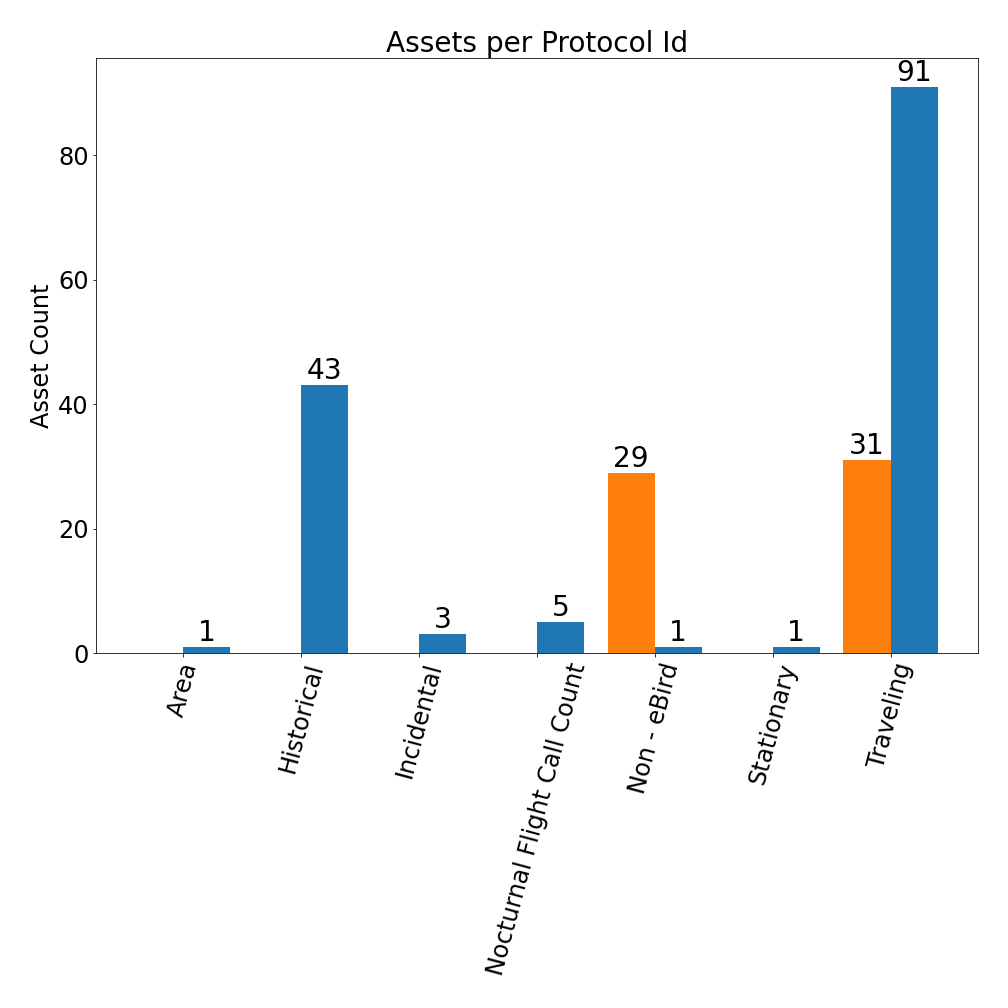 Assets per Protocol Id
Asset Count
80
60
40
20
0
1
43
3
5
29
1
1
31
91
Area
Historical
Incidental
Nocturnal Flight Call Count
Non - eBird
Stationary
Traveling